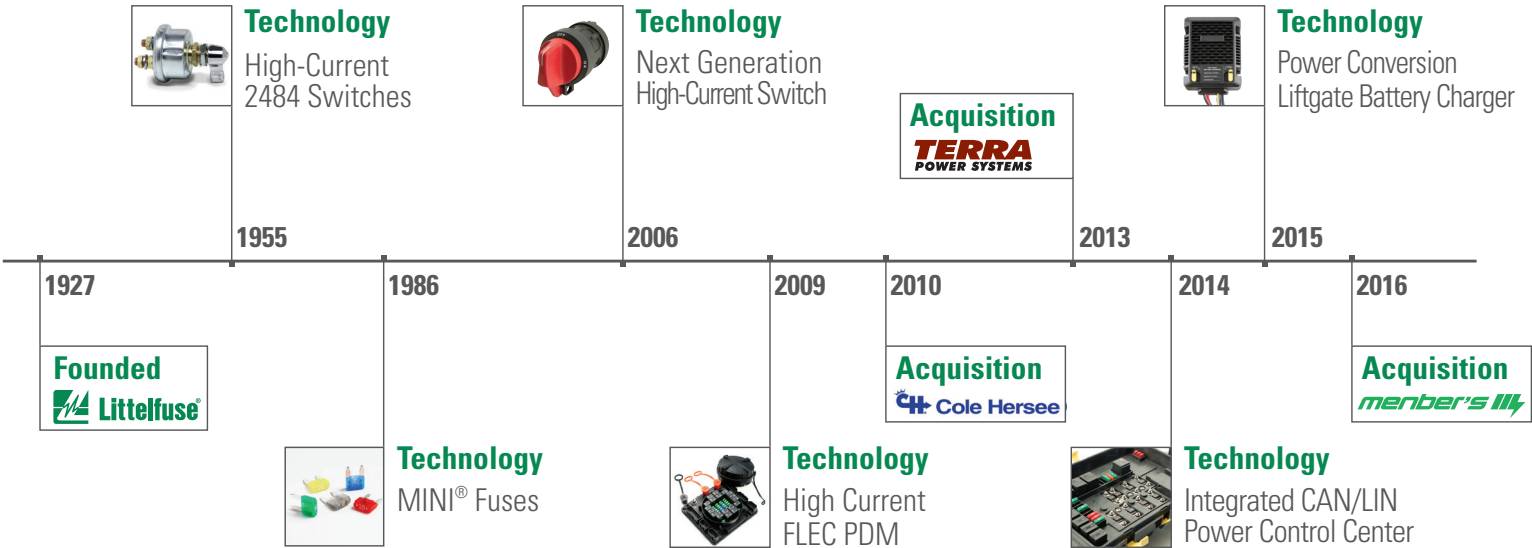 Technology
High-Current
2484 Switches
Technology
Next Generation
High-Current Switch
Acquisition
TERRA
POWER SYSTEMS
Technology
Power Conversion
Liftgate Battery Charger
1955
2006
2013
2015
1927
1986
2009
2010
2014
2016
Founded
Littelfuse®
Acquisition
CH Cole Hersee
Acquisition
menber's
Technology
MINI® Fuses
Technology
High Current
FLEC PDM
Technology
Integrated CAN/LIN
Power Control Center